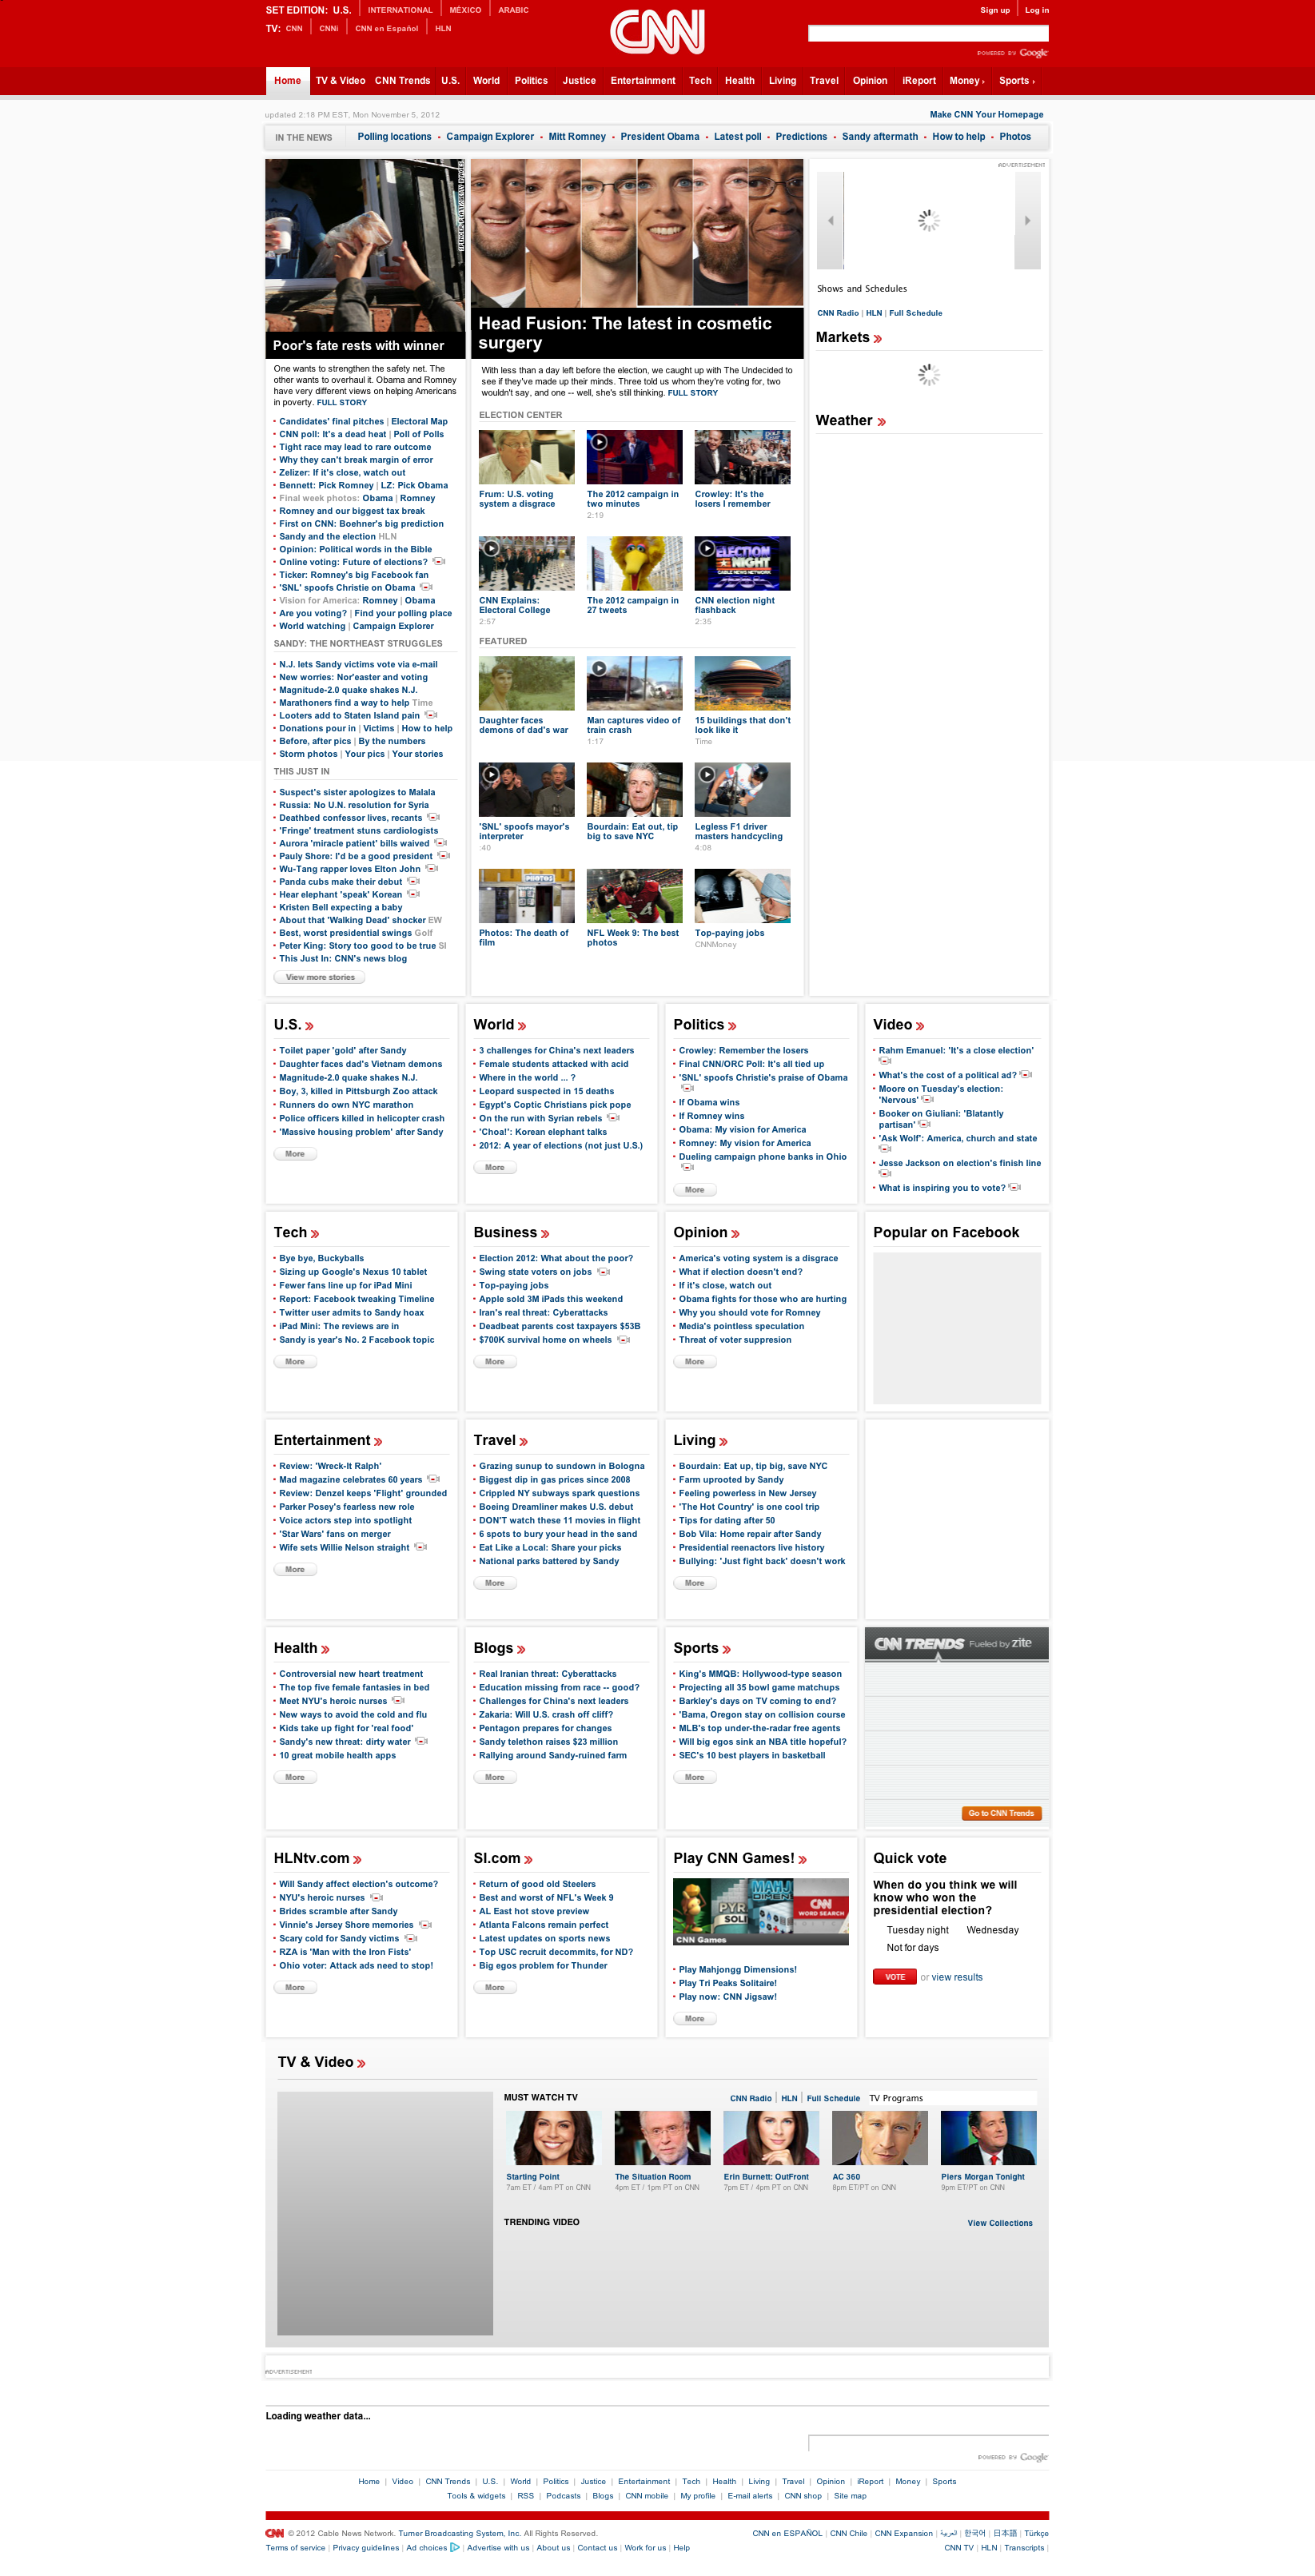 SET EDITION: U.S. INTERNATIONAL MÉXICO ARABIC
TV: CNN CNNi CNN en Español HLN
CNN
Sign up Log in
POWERED BY Google
Home TV & Video CNN Trends U.S. World Politics Justice Entertainment Tech Health Living Travel Opinion iReport Money Sports
updated 2:18 PM EST, Mon November 5, 2012
Make CNN Your Homepage
IN THE NEWS Polling locations • Campaign Explorer • Mitt Romney • President Obama • Latest poll • Predictions • Sandy aftermath • How to help • Photos
Poor's fate rests with winner
One wants to strengthen the safety net. The
other wants to overhaul it. Obama and Romney
have very different views on helping Americans
in poverty. FULL STORY
Candidates' final pitches | Electoral Map
CNN poll: It's a dead heat | Poll of Polls
Tight race may lead to rare outcome
Why they can't break margin of error
Zelizer: If it's close, watch out
Bennett: Pick Romney | LZ: Pick Obama
Final week photos: Obama | Romney
Romney and our biggest tax break
First on CNN: Boehner's big prediction
Sandy and the election HLN
Opinion: Political words in the Bible
Online voting: Future of elections?
Ticker: Romney's big Facebook fan
'SNL' spoofs Christie on Obama
Vision for America: Romney | Obama
Are you voting? | Find your polling place
World watching | Campaign Explorer
SANDY: THE NORTHEAST STRUGGLES
N.J. lets Sandy victims vote via e-mail
New worries: Nor'easter and voting
Magnitude-2.0 quake shakes N.J.
Marathoners find a way to help Time
Looters add to Staten Island pain
Donations pour in | Victims | How to help
Before, after pics | By the numbers
Storm photos | Your pics | Your stories
THIS JUST IN
Suspect's sister apologizes to Malala
Russia: No U.N. resolution for Syria
Deathbed confessor lives, recants
'Fringe' treatment stuns cardiologists
Aurora 'miracle patient' bills waived
Pauly Shore: I'd be a good president
Wu-Tang rapper loves Elton John
Panda cubs make their debut
Hear elephant 'speak' Korean
Kristen Bell expecting a baby
About that 'Walking Dead' shocker EW
Best, worst presidential swings Golf
Peter King: Story too good to be true SI
This Just In: CNN's news blog
View more stories
Head Fusion: The latest in cosmetic
surgery
With less than a day left before the election, we caught up with The Undecided to
see if they've made up their minds. Three told us whom they're voting for, two
wouldn't say, and one -- well, she's still thinking. FULL STORY
ELECTION CENTER
Frum: U.S. voting
system a disgrace
The 2012 campaign in
two minutes
2:19
Crowley: It's the
losers I remember
ELECTION
NIGHT
CABLE NEWS NETWORK
CNN Explains:
Electoral College
2:57
The 2012 campaign in
27 tweets
CNN election night
flashback
2:35
FEATURED
Daughter faces
demons of dad's war
Man captures video of
train crash
1:17
15 buildings that don't
look like it
Time
'SNL' spoofs mayor's
interpreter
:40
Bourdain: Eat out, tip
big to save NYC
Legless F1 driver
masters handcycling
4:08
PHOTOS
Photos: The death of
film
NFL Week 9: The best
photos
Top-paying jobs
CNNMoney
ADVERTISEMENT
Shows and Schedules
CNN Radio | HLN | Full Schedule
Markets
Weather
U.S.
Toilet paper 'gold' after Sandy
Daughter faces dad's Vietnam demons
Magnitude-2.0 quake shakes N.J.
Boy, 3, killed in Pittsburgh Zoo attack
Runners do own NYC marathon
Police officers killed in helicopter crash
'Massive housing problem' after Sandy
More
World
3 challenges for China's next leaders
Female students attacked with acid
Where in the world ... ?
Leopard suspected in 15 deaths
Egypt's Coptic Christians pick pope
On the run with Syrian rebels
'Choa!': Korean elephant talks
2012: A year of elections (not just U.S.)
More
Politics
Crowley: Remember the losers
Final CNN/ORC Poll: It's all tied up
'SNL' spoofs Christie's praise of Obama
If Obama wins
If Romney wins
Obama: My vision for America
Romney: My vision for America
Dueling campaign phone banks in Ohio
More
Video
Rahm Emanuel: 'It's a close election'
What's the cost of a political ad?
Moore on Tuesday's election:
'Nervous'
Booker on Giuliani: 'Blatantly
partisan'
'Ask Wolf': America, church and state
Jesse Jackson on election's finish line
What is inspiring you to vote?
Tech
Bye bye, Buckyballs
Sizing up Google's Nexus 10 tablet
Fewer fans line up for iPad Mini
Report: Facebook tweaking Timeline
Twitter user admits to Sandy hoax
iPad Mini: The reviews are in
Sandy is year's No. 2 Facebook topic
More
Business
Election 2012: What about the poor?
Swing state voters on jobs
Top-paying jobs
Apple sold 3M iPads this weekend
Iran's real threat: Cyberattacks
Deadbeat parents cost taxpayers $53B
$700K survival home on wheels
More
Opinion
America's voting system is a disgrace
What if election doesn't end?
If it's close, watch out
Obama fights for those who are hurting
Why you should vote for Romney
Media's pointless speculation
Threat of voter suppresion
More
Popular on Facebook
Entertainment
Review: 'Wreck-It Ralph'
Mad magazine celebrates 60 years
Review: Denzel keeps 'Flight' grounded
Parker Posey's fearless new role
Voice actors step into spotlight
'Star Wars' fans on merger
Wife sets Willie Nelson straight
More
Travel
Grazing sunup to sundown in Bologna
Biggest dip in gas prices since 2008
Crippled NY subways spark questions
Boeing Dreamliner makes U.S. debut
DON'T watch these 11 movies in flight
6 spots to bury your head in the sand
Eat Like a Local: Share your picks
National parks battered by Sandy
More
Living
Bourdain: Eat up, tip big, save NYC
Farm uprooted by Sandy
Feeling powerless in New Jersey
'The Hot Country' is one cool trip
Tips for dating after 50
Bob Vila: Home repair after Sandy
Presidential reenactors live history
Bullying: 'Just fight back' doesn't work
More
Health
Controversial new heart treatment
The top five female fantasies in bed
Meet NYU's heroic nurses
New ways to avoid the cold and flu
Kids take up fight for 'real food'
Sandy's new threat: dirty water
10 great mobile health apps
More
Blogs
Real Iranian threat: Cyberattacks
Education missing from race -- good?
Challenges for China's next leaders
Zakaria: Will U.S. crash off cliff?
Pentagon prepares for changes
Sandy telethon raises $23 million
Rallying around Sandy-ruined farm
More
Sports
King's MMQB: Hollywood-type season
Projecting all 35 bowl game matchups
Barkley's days on TV coming to end?
'Bama, Oregon stay on collision course
MLB's top under-the-radar free agents
Will big egos sink an NBA title hopeful?
SEC's 10 best players in basketball
More
CNN TRENDS Fueled by zite
Go to CNN Trends
HLNtv.com
Will Sandy affect election's outcome?
NYU's heroic nurses
Brides scramble after Sandy
Vinnie's Jersey Shore memories
Scary cold for Sandy victims
RZA is 'Man with the Iron Fists'
Ohio voter: Attack ads need to stop!
More
SI.com
Return of good old Steelers
Best and worst of NFL's Week 9
AL East hot stove preview
Atlanta Falcons remain perfect
Latest updates on sports news
Top USC recruit decommits, for ND?
Big egos problem for Thunder
More
Play CNN Games!
PYR
SOLI
MAHJ
DIMEN
CNN
WORD SEARCH
CNN Games
Play Mahjongg Dimensions!
Play Tri Peaks Solitaire!
Play now: CNN Jigsaw!
More
Quick vote
When do you think we will
know who won the
presidential election?
Tuesday night Wednesday
Not for days
VOTE or view results
TV & Video
MUST WATCH TV
CNN Radio | HLN | Full Schedule TV Programs
Starting Point
7am ET / 4am PT on CNN
The Situation Room
4pm ET / 1pm PT on CNN
Erin Burnett: OutFront
7pm ET / 4pm PT on CNN
AC 360
8pm ET/PT on CNN
Piers Morgan Tonight
9pm ET/PT on CNN
TRENDING VIDEO
View Collections
ADVERTISEMENT
Loading weather data...
POWERED BY Google
Home | Video | CNN Trends | U.S. | World | Politics | Justice | Entertainment | Tech | Health | Living | Travel | Opinion | iReport | Money | Sports
Tools & widgets | RSS | Podcasts | Blogs | CNN mobile | My profile | E-mail alerts | CNN shop | Site map
CNN © 2012 Cable News Network. Turner Broadcasting System, Inc. All Rights Reserved.
CNN en ESPAÑOL | CNN Chile | CNN Expansion | العربية | 한국어 | 日本語 | Türkçe
Terms of service | Privacy guidelines | Ad choices | Advertise with us | About us | Contact us | Work for us | Help
CNN TV | HLN | Transcripts |